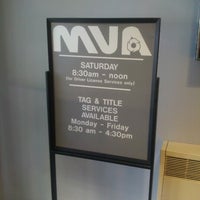 MVA
SATURDAY
8:30am - noon
(for Driver License Services only)
TAG & TITLE
SERVICES
AVAILABLE
Monday - Friday
8:30 am - 4:30pm